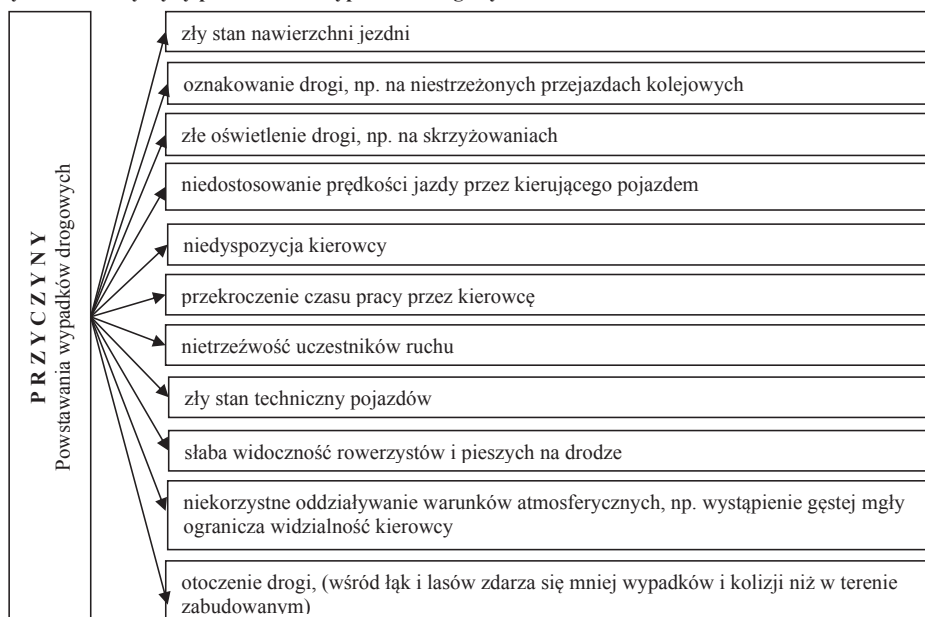 PRZYCZYNY
Powstawania wypadków drogowych
zły stan nawierzchni jezdni
oznakowanie drogi, np. na niestrzeżonych przejazdach kolejowych
złe oświetlenie drogi, np. na skrzyżowaniach
niedostosowanie prędkości jazdy przez kierującego pojazdem
niedyspozycja kierowcy
przekroczenie czasu pracy przez kierowcę
nietrzeźwość uczestników ruchu
zły stan techniczny pojazdów
słaba widoczność rowerzystów i pieszych na drodze
niekorzystne oddziaływanie warunków atmosferycznych, np. wystąpienie gęstej mgły
ogranicza widzialność kierowcy
otoczenie drogi, (wśród łąk i lasów zdarza się mniej wypadków i kolizji niż w terenie
zabudowanym)